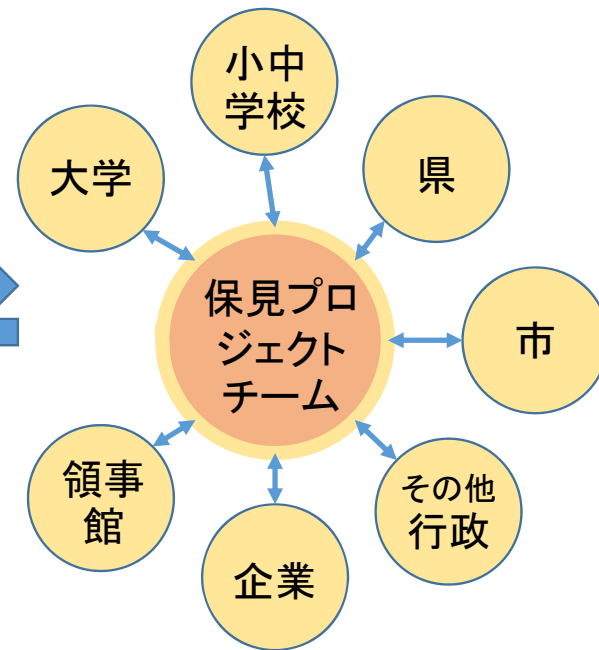 小中
学校
大学
県
保見プロ
ジェクト
チーム
市
領事
館
その他
行政
企業